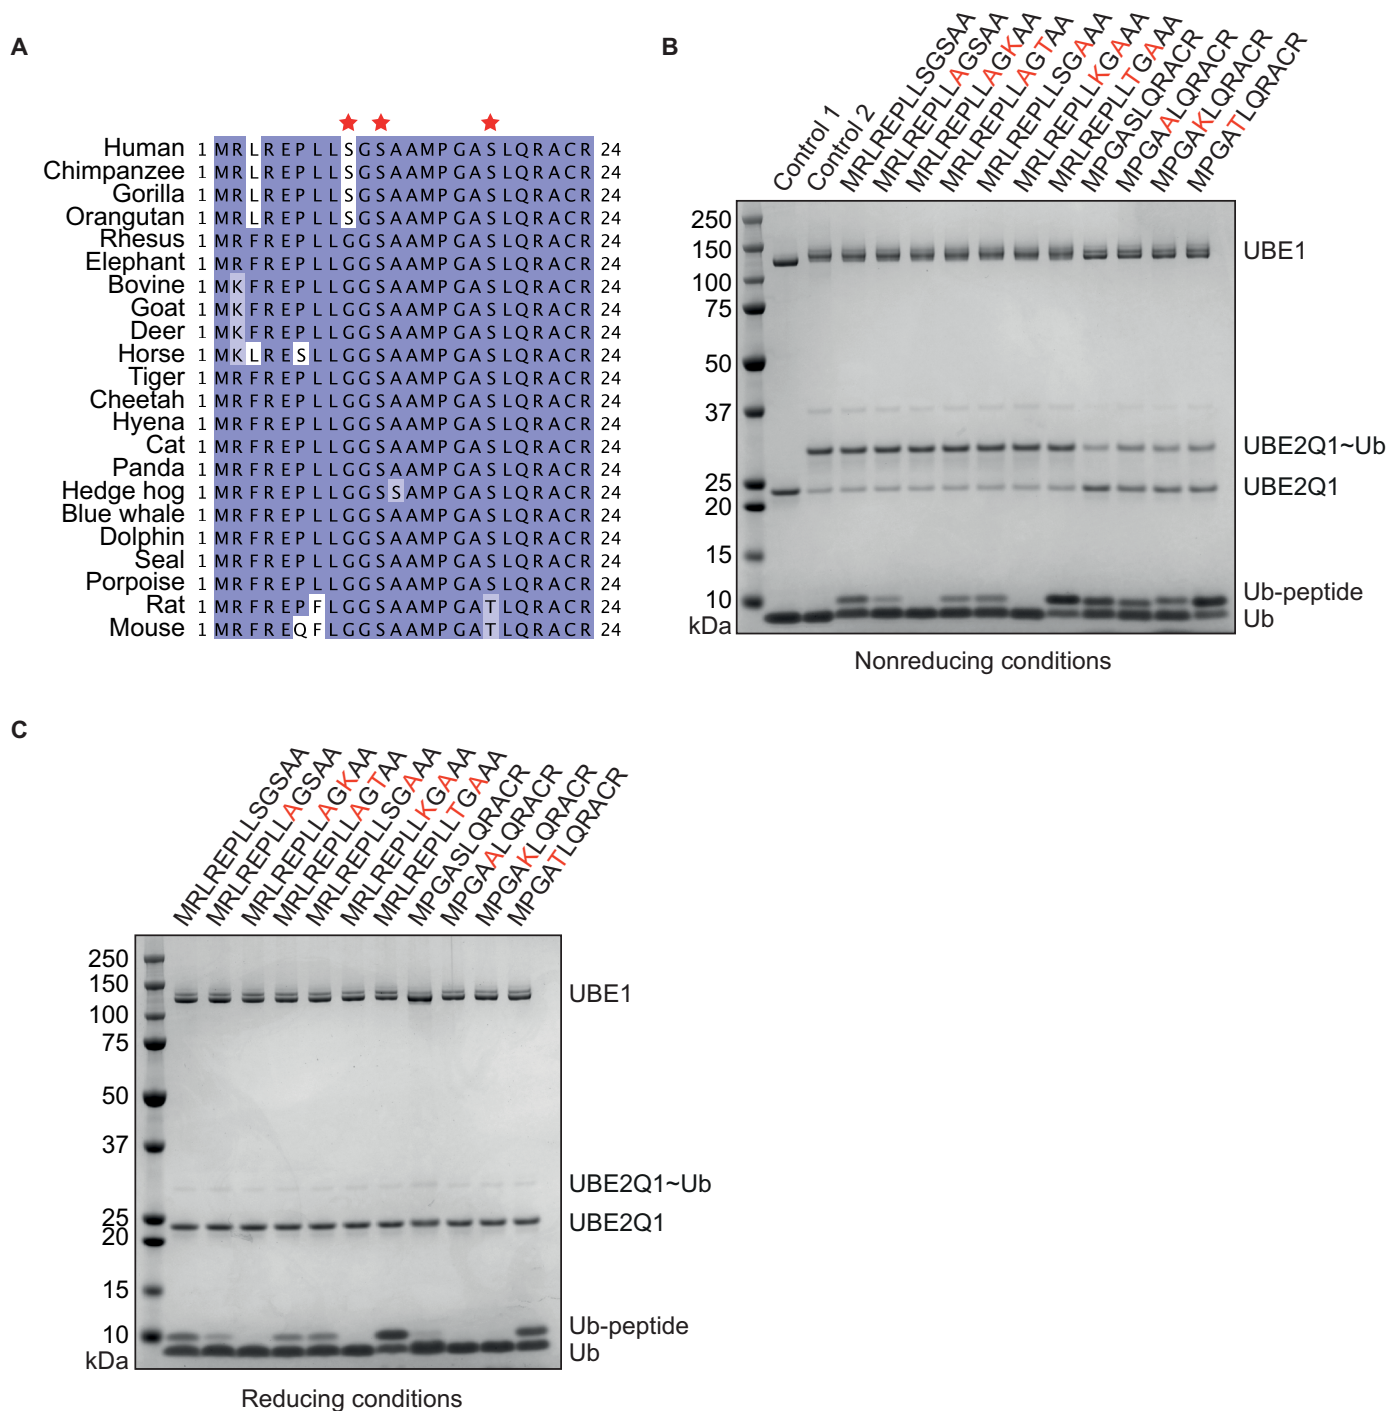 A
Human 1 MRLREPLLSGSAAMPGASLQRACR 24
Chimpanzee 1 MRLREPLLSGSAAMPGASLQRACR 24
Gorilla 1 MRLREPLLSGSAAMPGASLQRACR 24
Orangutan 1 MRLREPLLSGSAAMPGASLQRACR 24
Rhesus 1 MRFREPLLGGSAAMPGASLQRACR 24
Elephant 1 MRFREPLLGGSAAMPGASLQRACR 24
Bovine 1 MKFREPLLGGSAAMPGASLQRACR 24
Goat 1 MKFREPLLGGSAAMPGASLQRACR 24
Deer 1 MKFREPLLGGSAAMPGASLQRACR 24
Horse 1 MKLRESLLGGSAAMPGASLQRACR 24
Tiger 1 MRFREPLLGGSAAMPGASLQRACR 24
Cheetah 1 MRFREPLLGGSAAMPGASLQRACR 24
Hyena 1 MRFREPLLGGSAAMPGASLQRACR 24
Cat 1 MRFREPLLGGSAAMPGASLQRACR 24
Panda 1 MRFREPLLGGSAAMPGASLQRACR 24
Hedge hog 1 MRFREPLLGGSSAMPGASLQRACR 24
Blue whale 1 MRFREPLLGGSAAMPGASLQRACR 24
Dolphin 1 MRFREPLLGGSAAMPGASLQRACR 24
Seal 1 MRFREPLLGGSAAMPGASLQRACR 24
Porpoise 1 MRFREPLLGGSAAMPGASLQRACR 24
Rat 1 MRFREPFLGGSAAMPGATLQRACR 24
Mouse 1 MRFREQFLGGSAAMPGATLQRACR 24
B
Control 1
Control 2
MRLREPLLSGSAA
MRLREPLLAGSAA
MRLREPLLAGKAA
MRLREPLLAGTAA
MRLREPLLSGAAA
MRLREPLLKGAAA
MRLREPLLTGAAA
MPGASLQRACR
MPGAALQRACR
MPGAKLQRACR
MPGATLQRACR
250
150
100
75
50
37
25
20
15
10
kDa
UBE1
UBE2Q1~Ub
UBE2Q1
Ub-peptide
Ub
Nonreducing conditions
C
MRLREPLLSGSAA
MRLREPLLAGSAA
MRLREPLLAGKAA
MRLREPLLAGTAA
MRLREPLLSGAAA
MRLREPLLKGAAA
MRLREPLLTGAAA
MPGASLQRACR
MPGAALQRACR
MPGAKLQRACR
MPGATLQRACR
250
150
100
75
50
37
25
20
15
10
kDa
UBE1
UBE2Q1~Ub
UBE2Q1
Ub-peptide
Ub
Reducing conditions